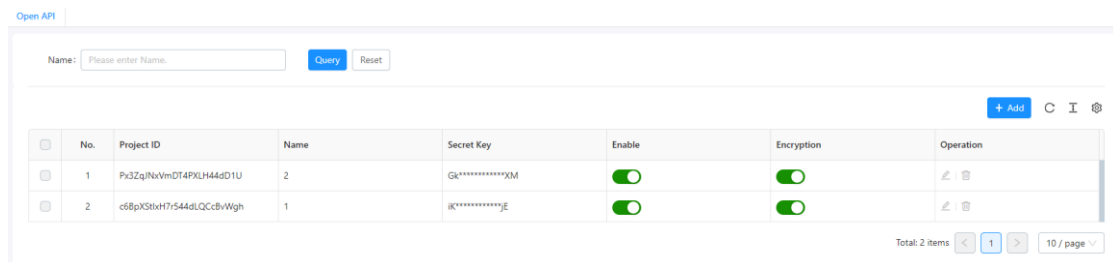 Open API
Name: Please enter Name. Query Reset
+ Add
No. Project ID Name Secret Key Enable Encryption Operation
1 Px3ZqJNxVmDT4PXLH44dD1U 2 Gk************XM
2 c6BpXStlxH7r544dLQCcBvWgh 1 iK************jE
Total: 2 items < 1 > 10 / page